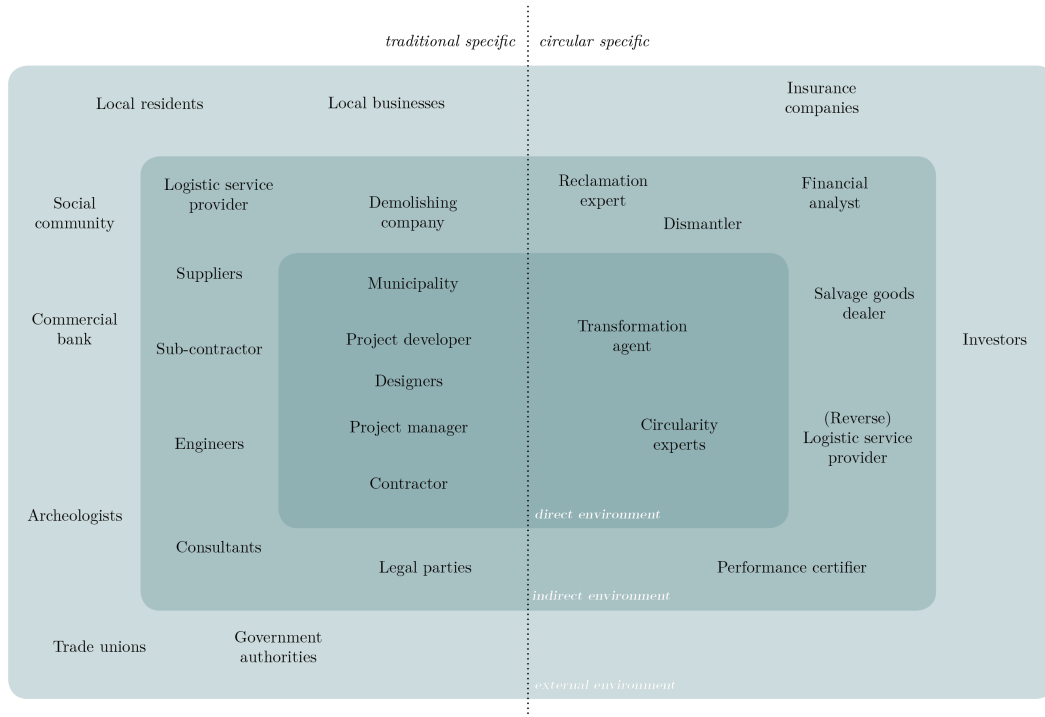 traditional specific
circular specific
Local residents
Local businesses
Insurance
companies
Logistic service
provider
Reclamation
expert
Financial
analyst
Social
community
Demolishing
company
Dismantler
Suppliers
Municipality
Salvage goods
dealer
Commercial
bank
Transformation
agent
Sub-contractor
Project developer
Investors
Designers
Engineers
Project manager
Circularity
experts
(Reverse)
Logistic service
provider
Contractor
Archeologists
direct environment
Consultants
Legal parties
Performance certifier
indirect environment
Trade unions
Government
authorities
external environment